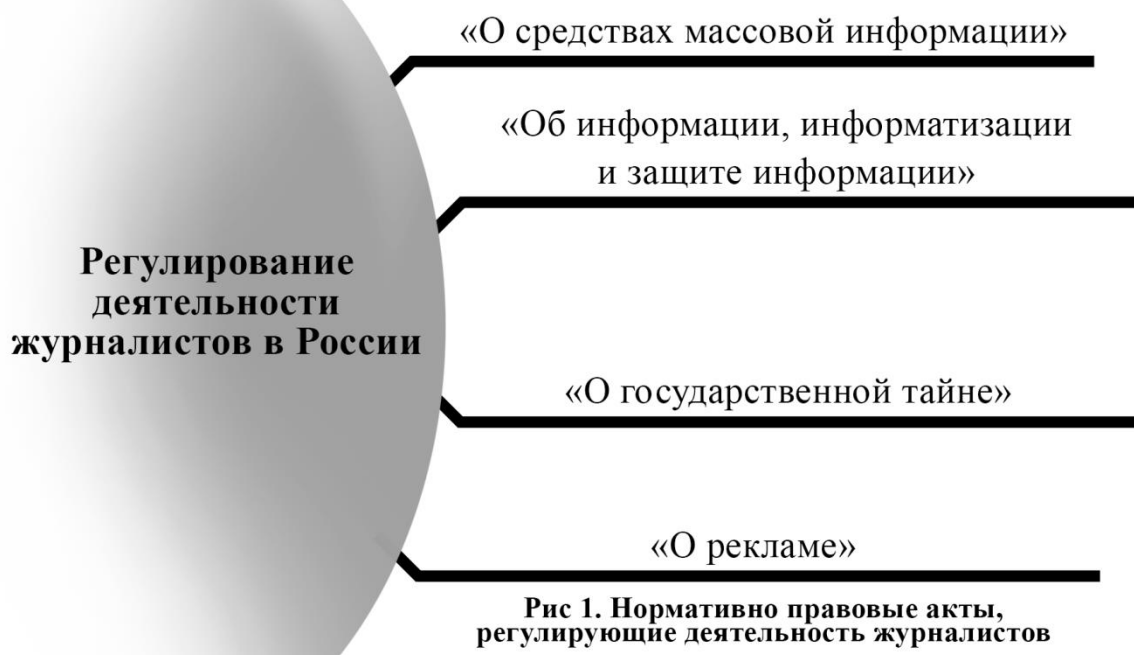 «О средствах массовой информации»
«Об информации, информатизации
и защите информации»
Регулирование
деятельности
журналистов в России
«О государственной тайне»
«О рекламе»
Рис 1. Нормативно правовые акты,
регулирующие деятельность журналистов